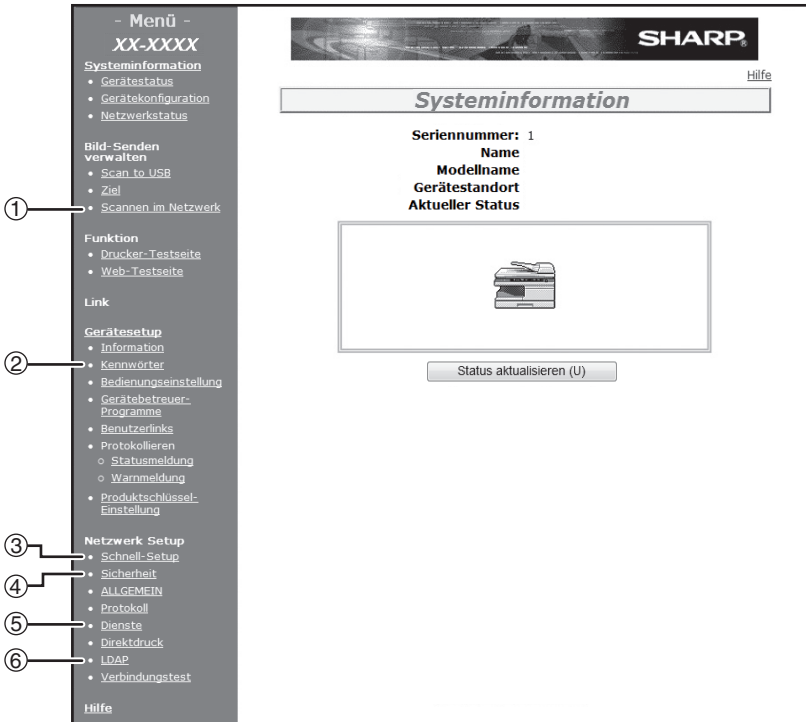 - Menü -
XX-XXXX
Systeminformation
• Gerätestatus
• Gerätekonfiguration
• Netzwerkstatus
Bild-Senden
verwalten
• Scan to USB
• Ziel
① • Scannen im Netzwerk
Funktion
• Drucker-Testseite
• Web-Testseite
Link
Gerätesetup
• Information
② • Kennwörter
• Bedienungseinstellung
• Gerätebetreuer-
Programme
• Benutzerlinks
• Protokollieren
○ Statusmeldung
○ Warnmeldung
• Produktschlüssel-
Einstellung
Netzwerk Setup
③ • Schnell-Setup
④ • Sicherheit
• ALLGEMEIN
• Protokoll
⑤ • Dienste
• Direktdruck
⑥ • LDAP
• Verbindungstest
Hilfe
SHARP®
Hilfe
Systeminformation
Seriennummer: 1
Name
Modellname
Gerätestandort
Aktueller Status
Status aktualisieren (U)